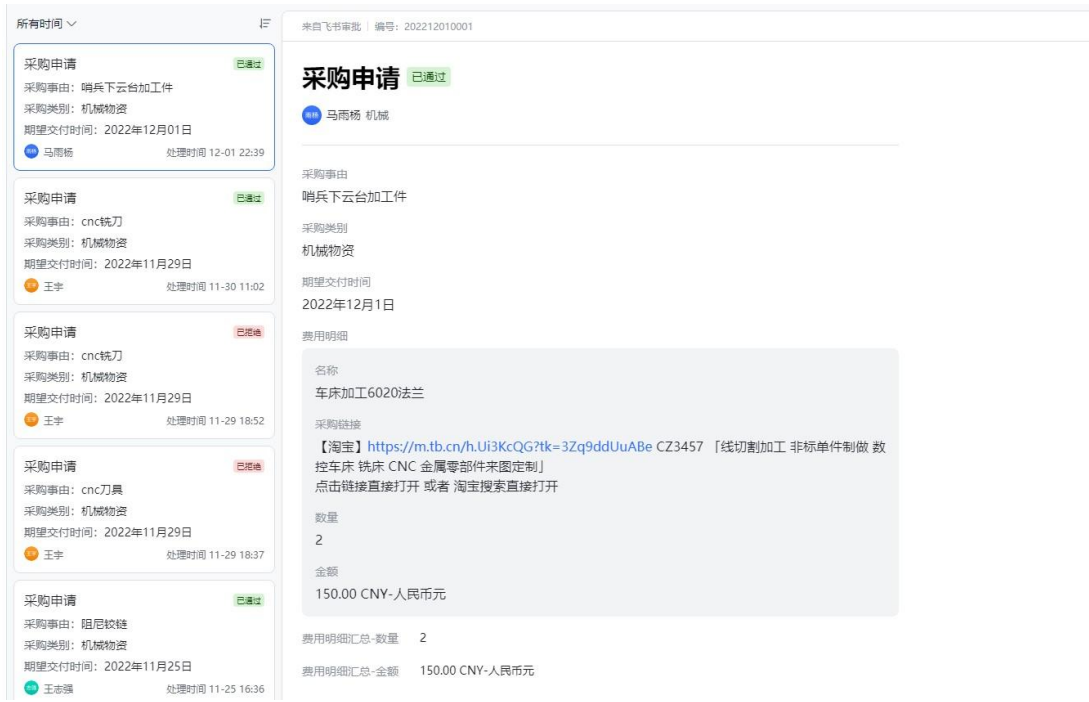 所有时间
采购申请 已通过
采购事由：哨兵下云台加工件
采购类别：机械物资
期望交付时间：2022年12月01日
雨杨 马雨杨 处理时间 12-01 22:39
采购申请 已通过
采购事由：cnc铣刀
采购类别：机械物资
期望交付时间：2022年11月29日
王宇 处理时间 11-30 11:02
采购申请 已拒绝
采购事由：cnc铣刀
采购类别：机械物资
期望交付时间：2022年11月29日
王宇 处理时间 11-29 18:52
采购申请 已拒绝
采购事由：cnc刀具
采购类别：机械物资
期望交付时间：2022年11月29日
王宇 处理时间 11-29 18:37
采购申请 已通过
采购事由：阻尼铰链
采购类别：机械物资
期望交付时间：2022年11月25日
王志强 处理时间 11-25 16:36
来自飞书审批 | 编号：202212010001
采购申请 已通过
雨杨 马雨杨 机械
采购事由
哨兵下云台加工件
采购类别
机械物资
期望交付时间
2022年12月1日
费用明细
名称
车床加工6020法兰
采购链接
【淘宝】https://m.tb.cn/h.Ui3KcQG?tk=3Zq9ddUuABe CZ3457 「线切割加工 非标单件制做 数
控车床 铣床 CNC 金属零部件来图定制」
点击链接直接打开 或者 淘宝搜索直接打开
数量
2
金额
150.00 CNY-人民币元
费用明细汇总-数量 2
费用明细汇总-金额 150.00 CNY-人民币元